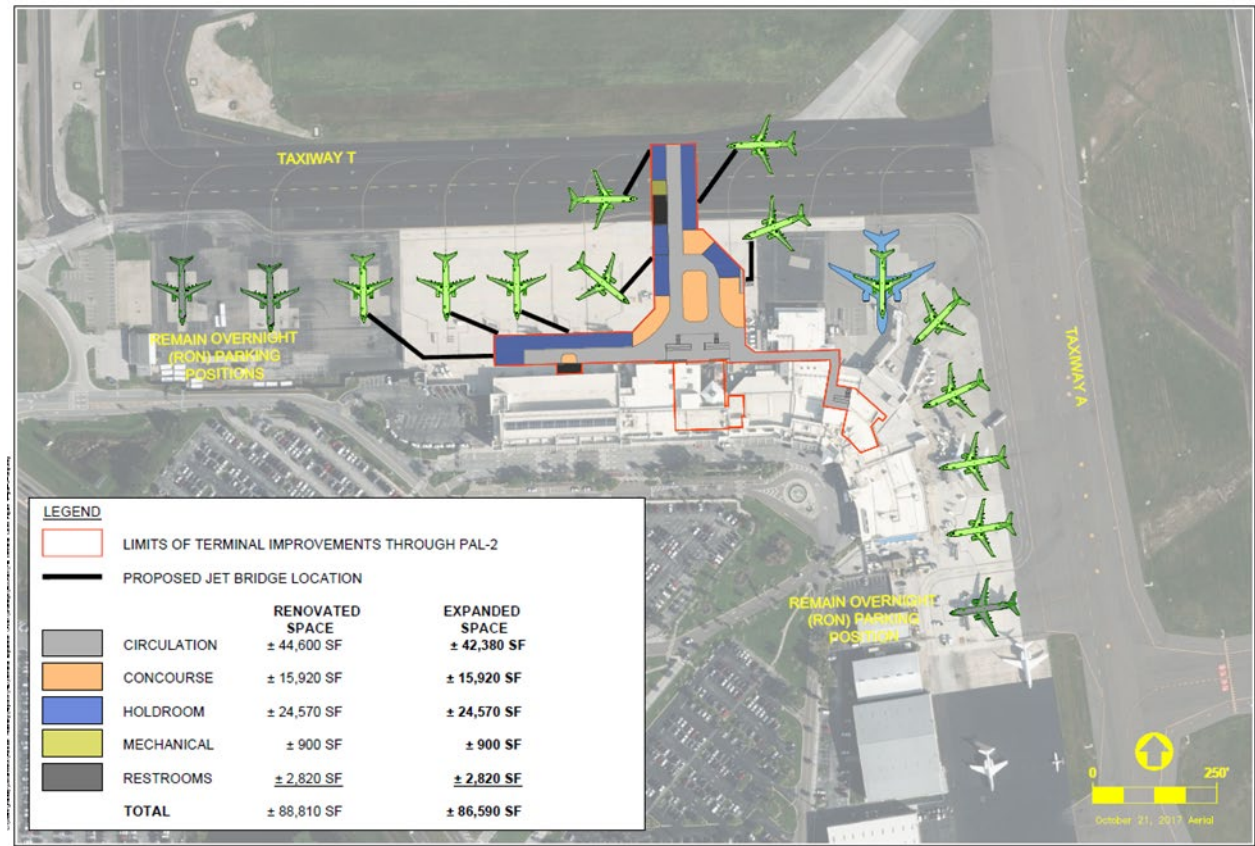 TAXIWAY T
REMAIN OVERNIGHT
(RON) PARKING
POSITIONS
TAXIWAY A
LEGEND
LIMITS OF TERMINAL IMPROVEMENTS THROUGH PAL-2
PROPOSED JET BRIDGE LOCATION
RENOVATED SPACE EXPANDED SPACE
CIRCULATION ± 44,600 SF ± 42,380 SF
CONCOURSE ± 15,920 SF ± 15,920 SF
HOLDROOM ± 24,570 SF ± 24,570 SF
MECHANICAL ± 900 SF ± 900 SF
RESTROOMS ± 2,820 SF ± 2,820 SF
TOTAL ± 88,810 SF ± 86,590 SF
REMAIN OVERNIGHT
(RON) PARKING
POSITION
0 250'
October 21, 2017 Aerial